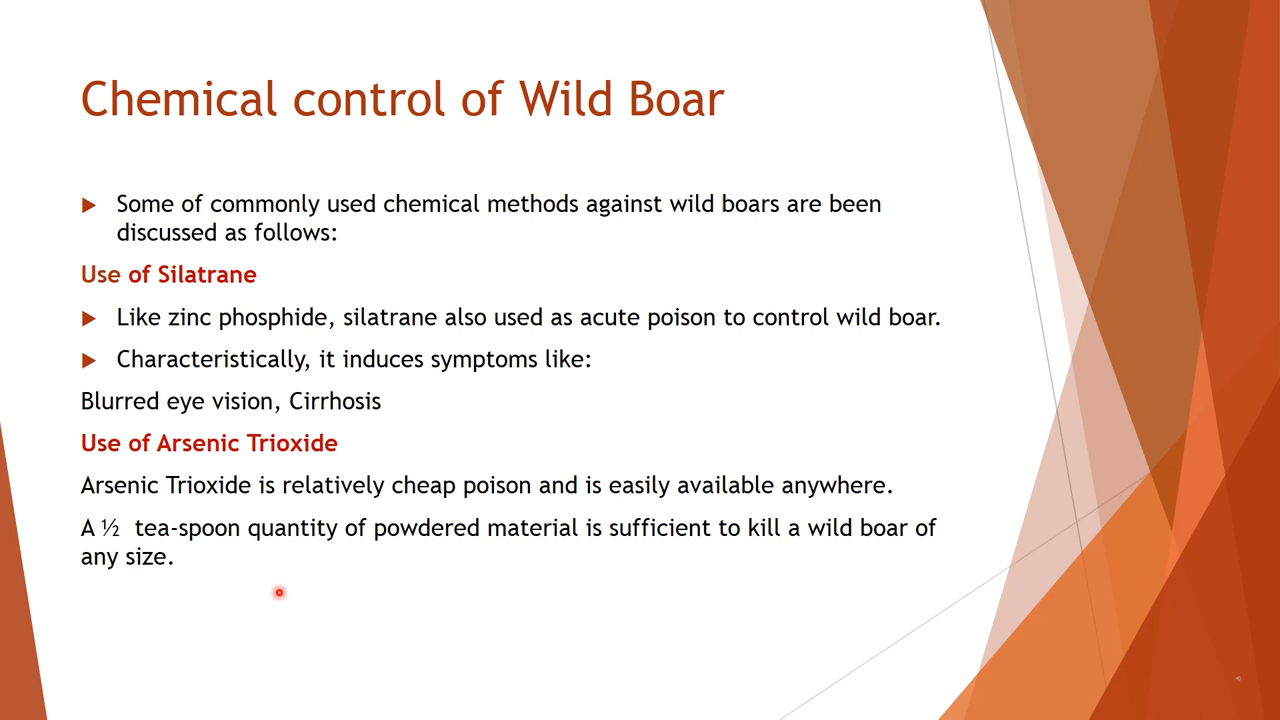 Chemical control of Wild Boar
Some of commonly used chemical methods against wild boars are been
discussed as follows:
Use of Silatrane
Like zinc phosphide, silatrane also used as acute poison to control wild boar.
Characteristically, it induces symptoms like:
Blurred eye vision, Cirrhosis
Use of Arsenic Trioxide
Arsenic Trioxide is relatively cheap poison and is easily available anywhere.
A ½ tea-spoon quantity of powdered material is sufficient to kill a wild boar of
any size.